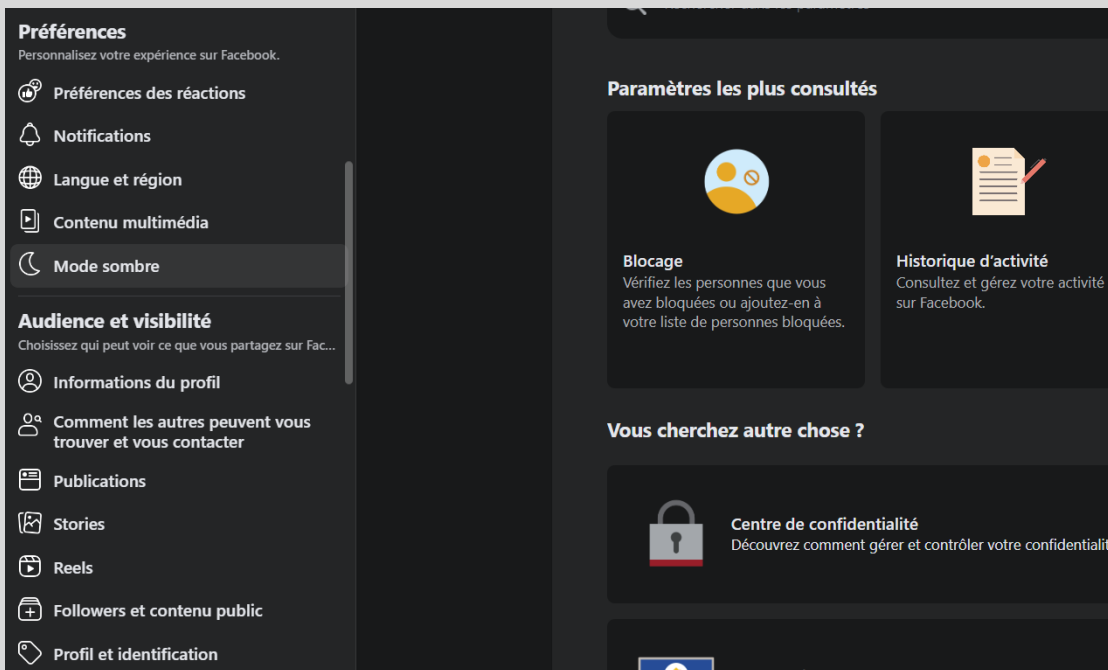 Préférences
Personnalisez votre expérience sur Facebook.
Préférences des réactions
Notifications
Langue et région
Contenu multimédia
Mode sombre
Audience et visibilité
Choisissez qui peut voir ce que vous partagez sur Fac...
Informations du profil
Comment les autres peuvent vous
trouver et vous contacter
Publications
Stories
Reels
Followers et contenu public
Profil et identification
Paramètres les plus consultés
Blocage
Vérifiez les personnes que vous
avez bloquées ou ajoutez-en à
votre liste de personnes bloquées.
Historique d'activité
Consultez et gérez votre activité
sur Facebook.
Vous cherchez autre chose ?
Centre de confidentialité
Découvrez comment gérer et contrôler votre confidentialit